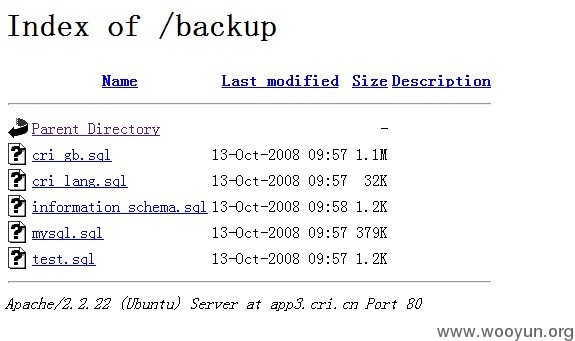 Index of /backup
Name Last modified Size Description
Parent Directory -
cri_gb.sql 13-Oct-2008 09:57 1.1M
cri_lang.sql 13-Oct-2008 09:57 32K
information_schema.sql 13-Oct-2008 09:58 1.2K
mysql.sql 13-Oct-2008 09:57 379K
test.sql 13-Oct-2008 09:57 1.2K
Apache/2.2.22 (Ubuntu) Server at app3.cri.cn Port 80
www.wooyun.org